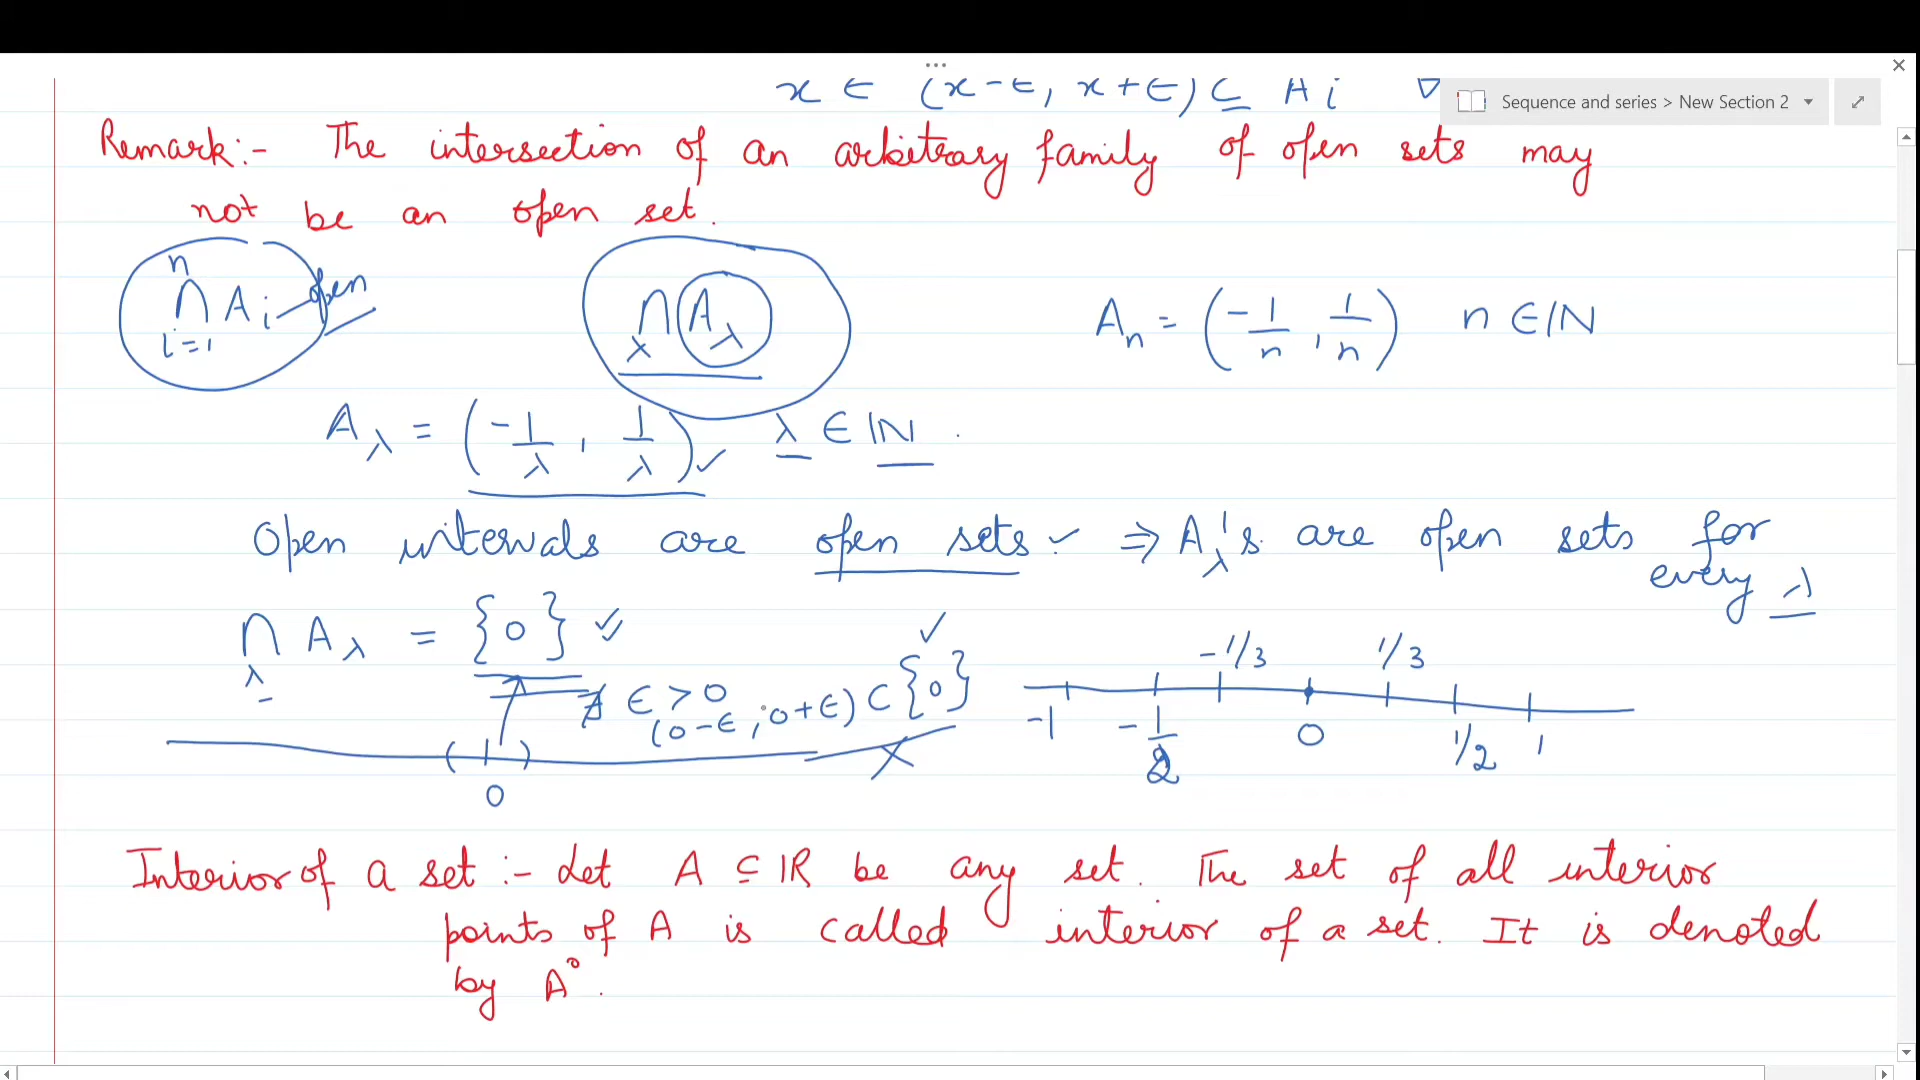 x ∈ (x-∈, x+∈) ⊆ Ai ∀
Sequence and series > New Section 2
Remark:- The intersection of an arbitrary family of open sets may
not be an open set.
n
⋂ Ai - open
i=1
⋂ Aλ
λ
An = (-1/n, 1/n) n ∈ IN
Aλ = (-1/λ, 1/λ) ✓ λ ∈ IN.
Open intervals are open sets ✓ ⇒ Aλ's are open sets for
every λ
⋂ Aλ = {0} ✓
λ
∄ ∈ > 0
(0-∈, 0+∈) ⊂ {0} ✓
0
-1/3 1/3
-1 -1/2 0 1/2 1
Interior of a set :- Let A ⊆ IR be any set. The set of all interior
points of A is called interior of a set. It is denoted
by A°.